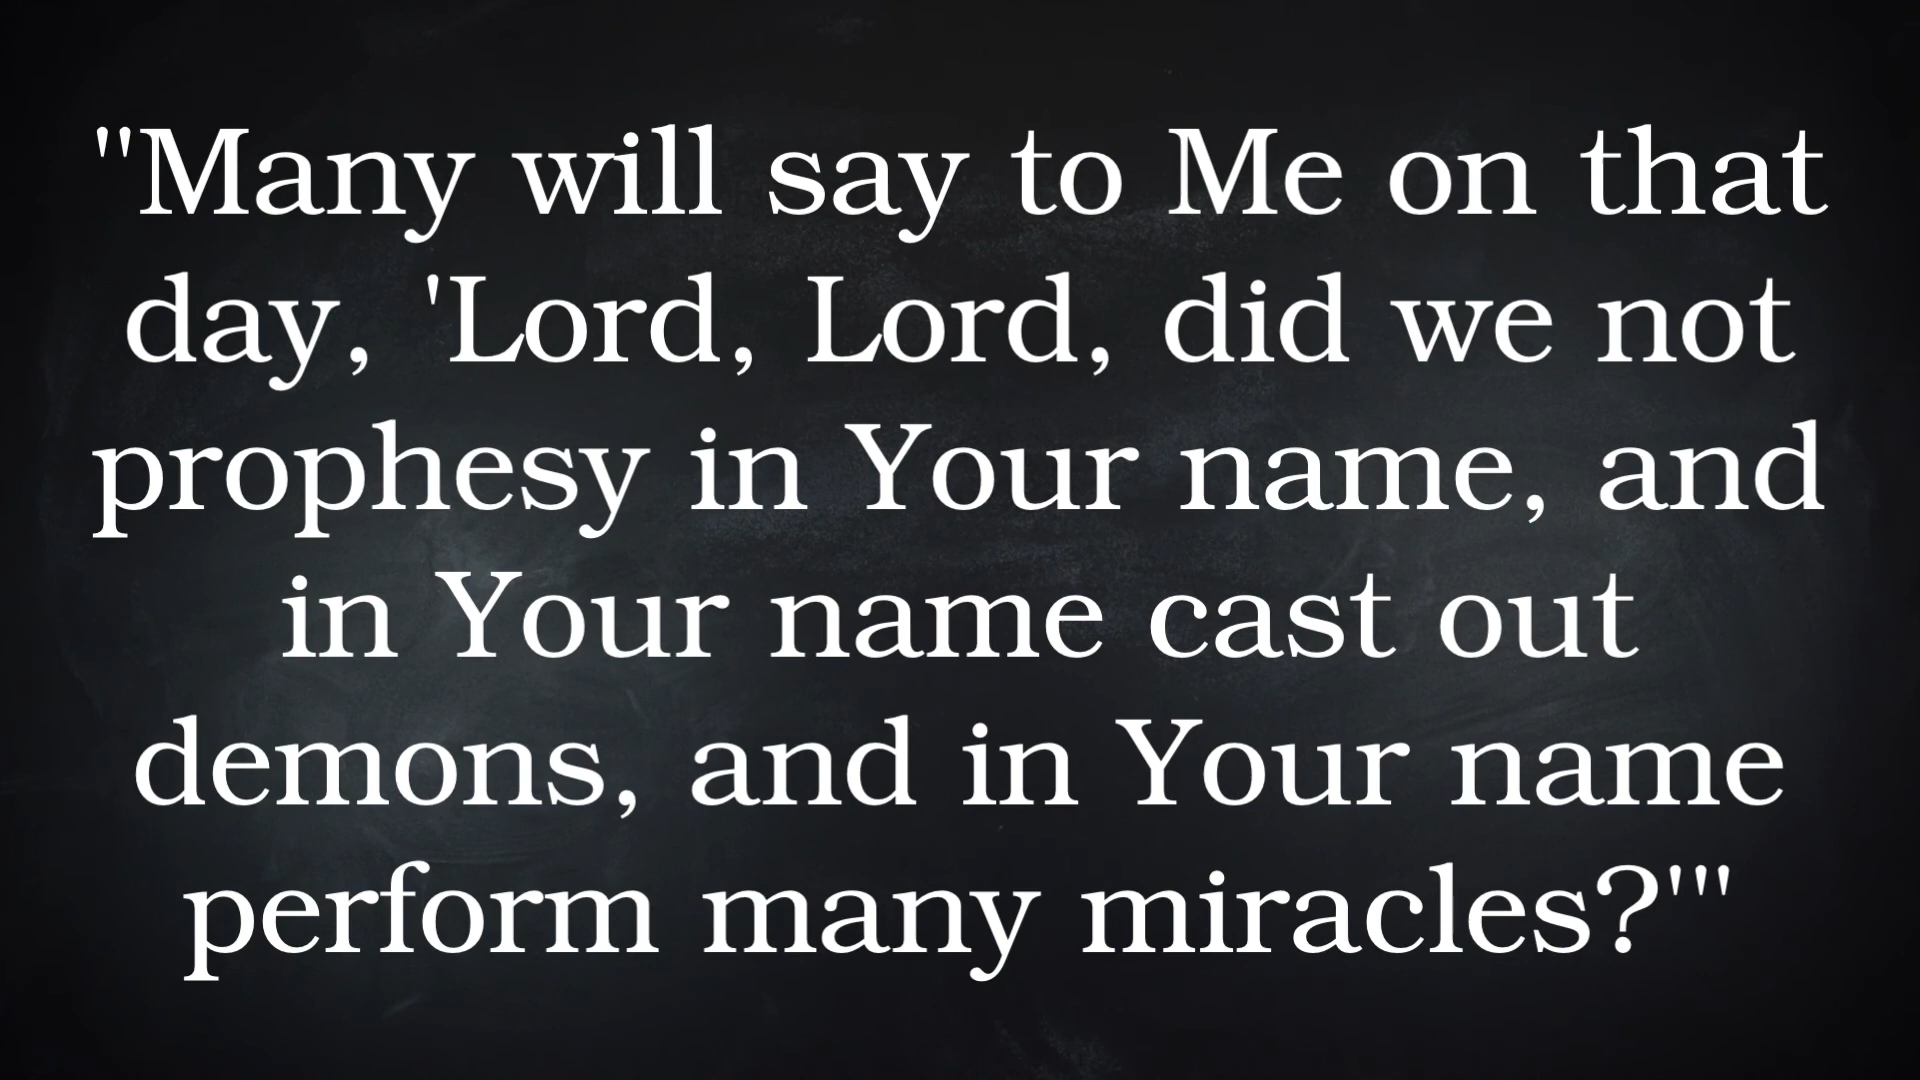 "Many will say to Me on that
day, 'Lord, Lord, did we not
prophesy in Your name, and
in Your name cast out
demons, and in Your name
perform many miracles?'"